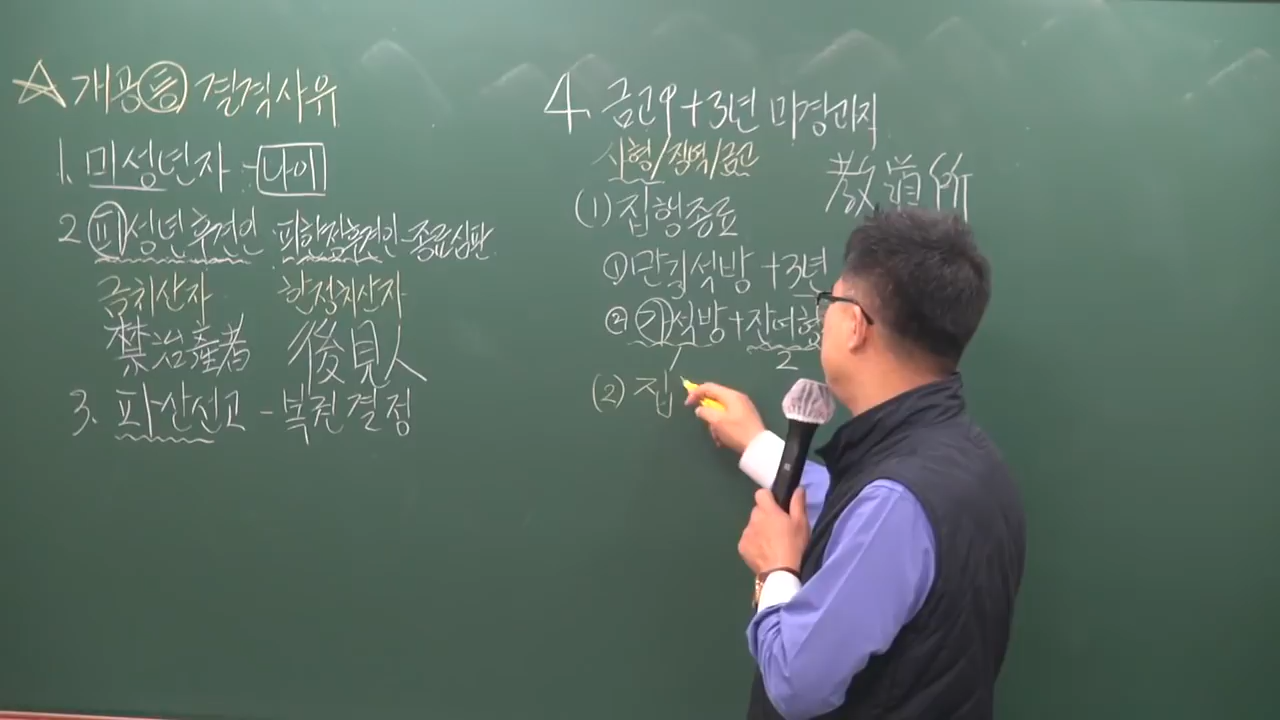 ☆ 개공㉠등 결격사유
1. 미성년자 - 나이
2 피성년후견인 · 피한정후견인 - 종료심판
금치산자 한정치산자
禁治産者 後見人
3. 파산선고 - 복권결정
4. 금고↑ + 3년 미경과자
사형/징역/금고
敎道所
(1) 집행종료
① 만기석방 + 3년
② 가석방 + 잔여형
1 2
(2) 집